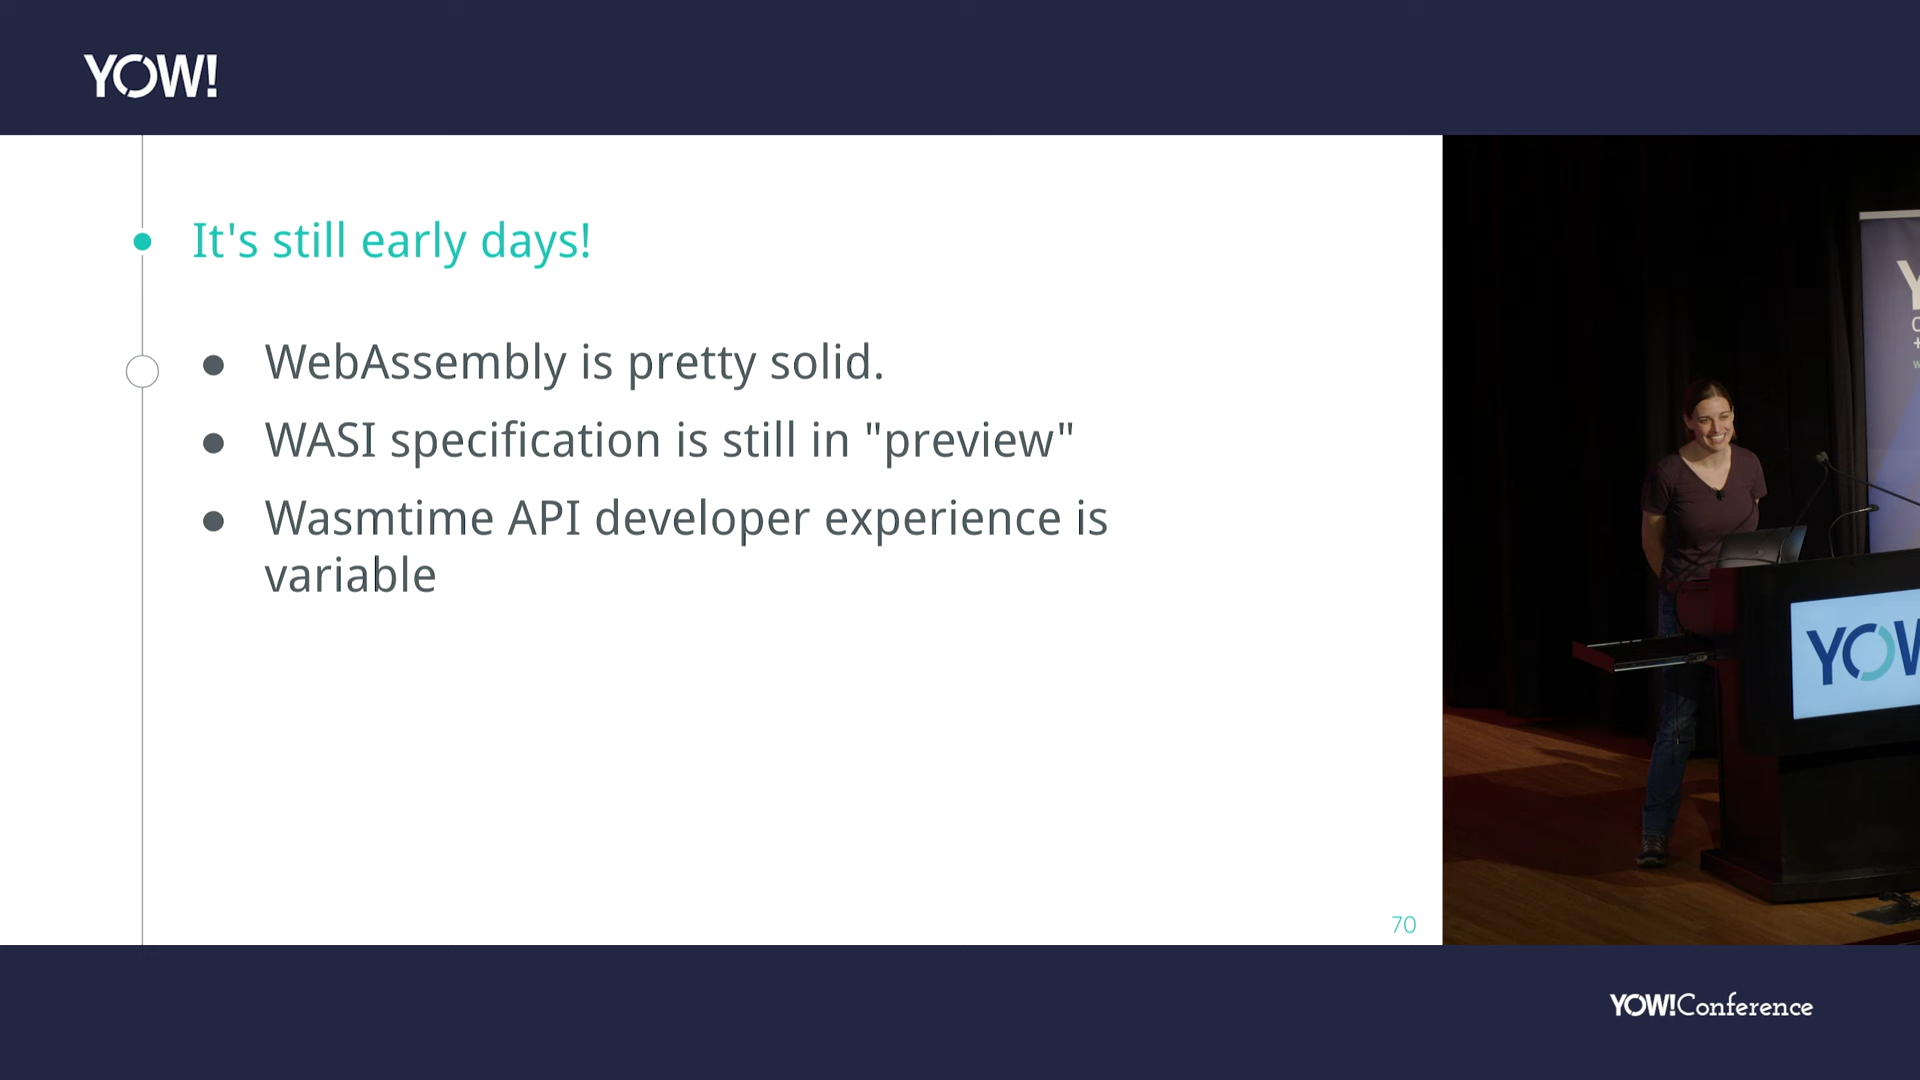 YOW!
It's still early days!
● WebAssembly is pretty solid.
● WASI specification is still in "preview"
● Wasmtime API developer experience is
variable
70
YOW
YOW!Conference